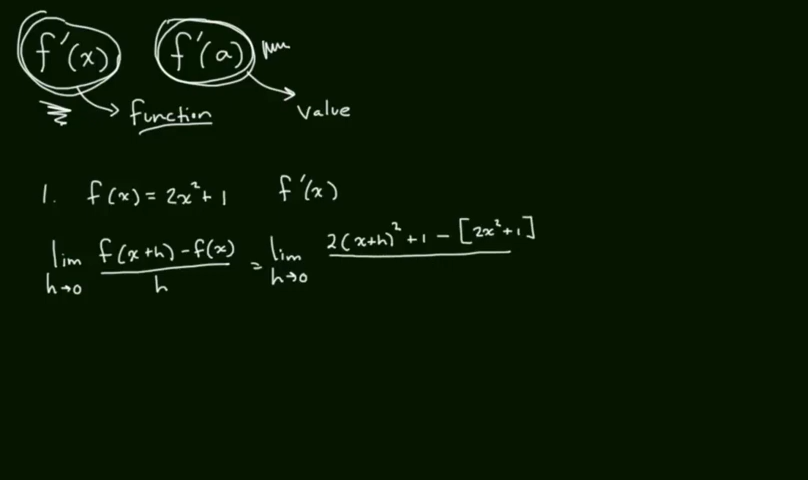 f'(x) f'(a)
function
value
1. f(x) = 2x² + 1 f'(x)
lim h→0 f(x+h) - f(x) / h = lim h→0 2(x+h)² + 1 - [2x² + 1]